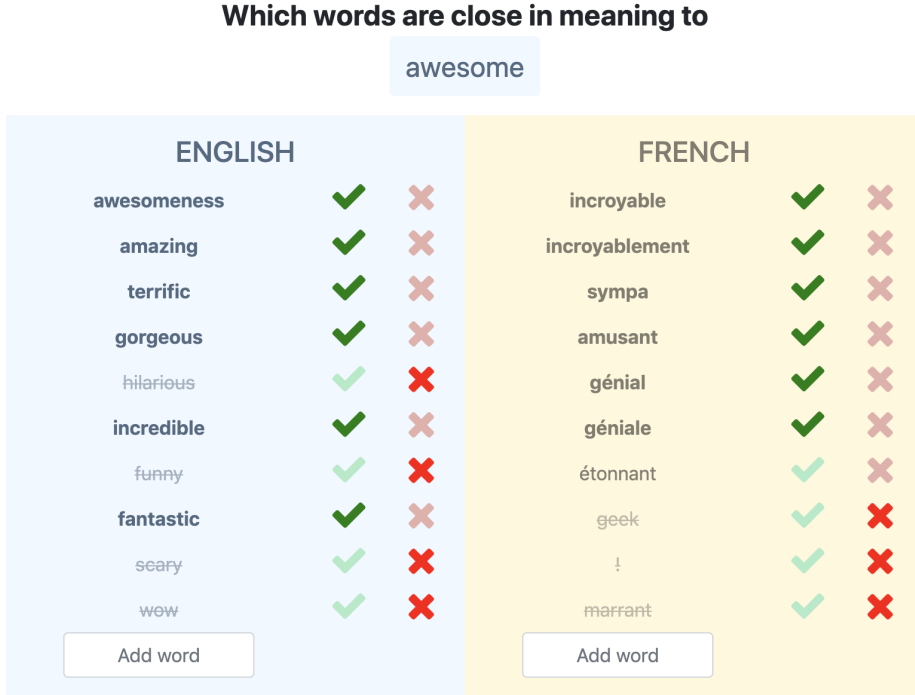 Which words are close in meaning to
awesome
ENGLISH
awesomeness
amazing
terrific
gorgeous
hilarious
incredible
funny
fantastic
scary
wow
Add word
FRENCH
incroyable
incroyablement
sympa
amusant
génial
géniale
étonnant
geek
!
marrant
Add word